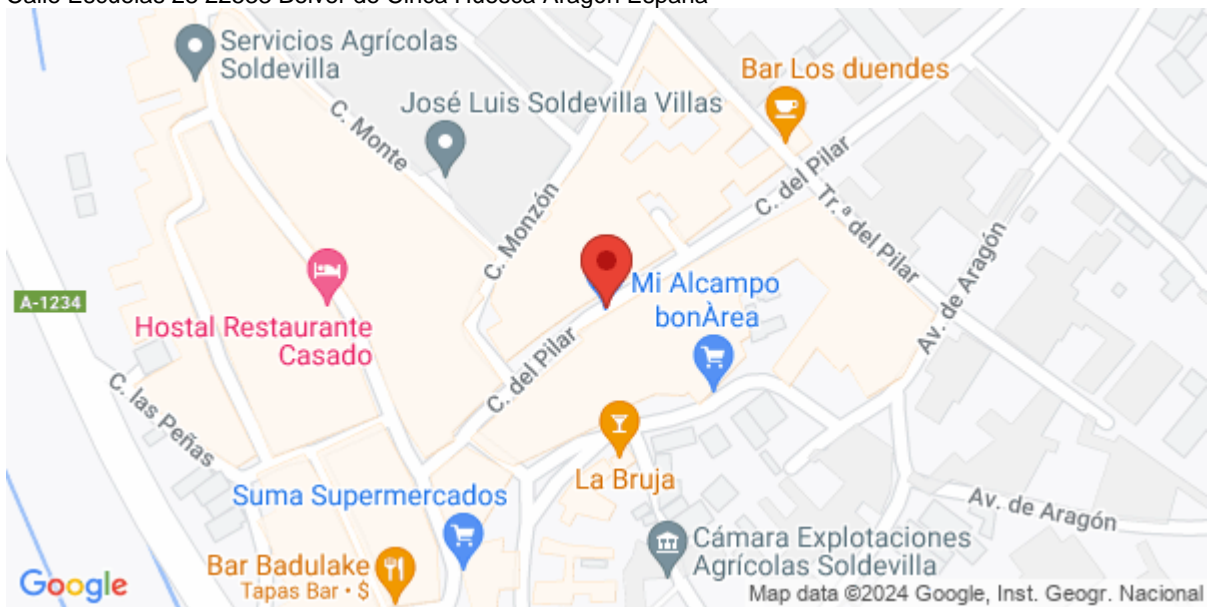 Servicios Agrícolas
Soldevilla
Bar Los duendes
José Luis Soldevilla Villas
C. Monte
C. del Pilar
C. Monzón
Tr.ª del Pilar
Av. de Aragón
Mi Alcampo
bonÀrea
A-1234
Hostal Restaurante
Casado
C. del Pilar
C. las Peñas
La Bruja
Suma Supermercados
Av. de Aragón
Cámara Explotaciones
Agrícolas Soldevilla
Bar Badulake
Tapas Bar • $
Google
Map data ©2024 Google, Inst. Geogr. Nacional